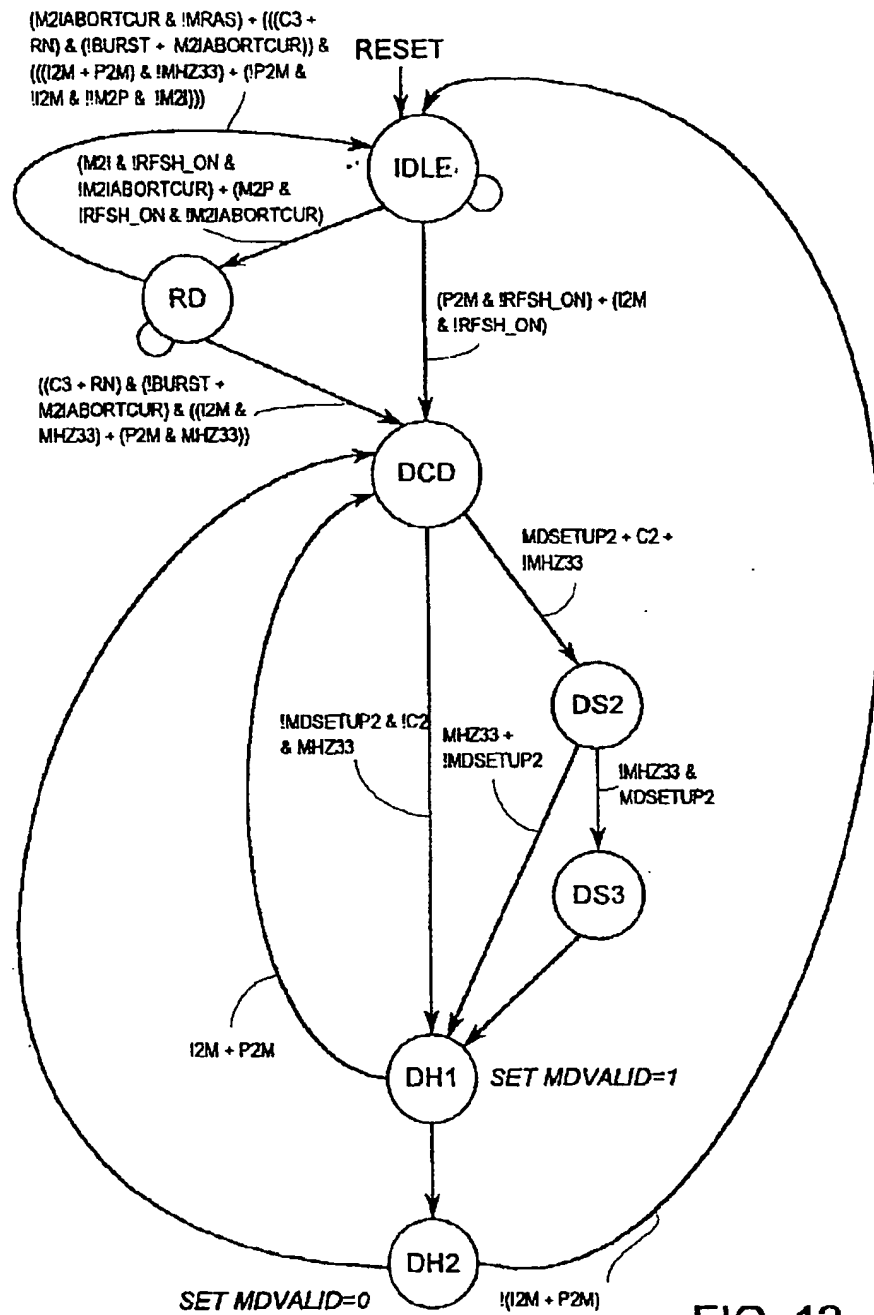 (M2IABORTCUR & !MRAS) + (((C3 +
RN) & (!BURST + M2IABORTCUR)) &
(((I2M + P2M) & !MHZ33) + (!P2M &
!I2M & !!M2P & !M2I)))
RESET
IDLE
(M2I & !RFSH_ON &
!M2IABORTCUR) + (M2P &
!RFSH_ON & !M2IABORTCUR)
RD
(P2M & !RFSH_ON) + (I2M
& !RFSH_ON)
((C3 + RN) & (!BURST +
M2IABORTCUR) & ((I2M &
MHZ33) + (P2M & MHZ33))
DCD
MDSETUP2 + C2 +
!MHZ33
DS2
!MDSETUP2 & !C2
& MHZ33
MHZ33 +
!MDSETUP2
!MHZ33 &
MDSETUP2
DS3
I2M + P2M
DH1
SET MDVALID=1
DH2
SET MDVALID=0
!(I2M + P2M)